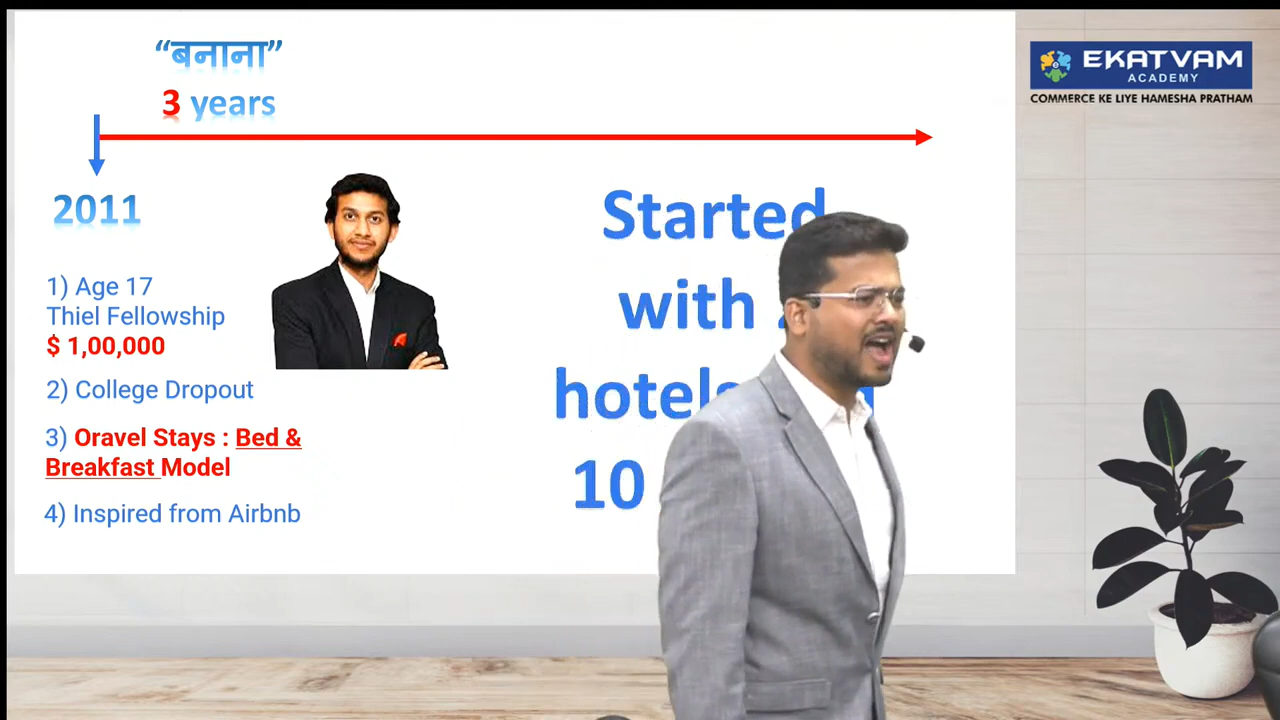 “बनाना”
3 years
2011
1) Age 17
Thiel Fellowship
$ 1,00,000
2) College Dropout
3) Oravel Stays : Bed &
Breakfast Model
4) Inspired from Airbnb
Started
with
hotels
10
EKATVAM
ACADEMY
COMMERCE KE LIYE HAMESHA PRATHAM